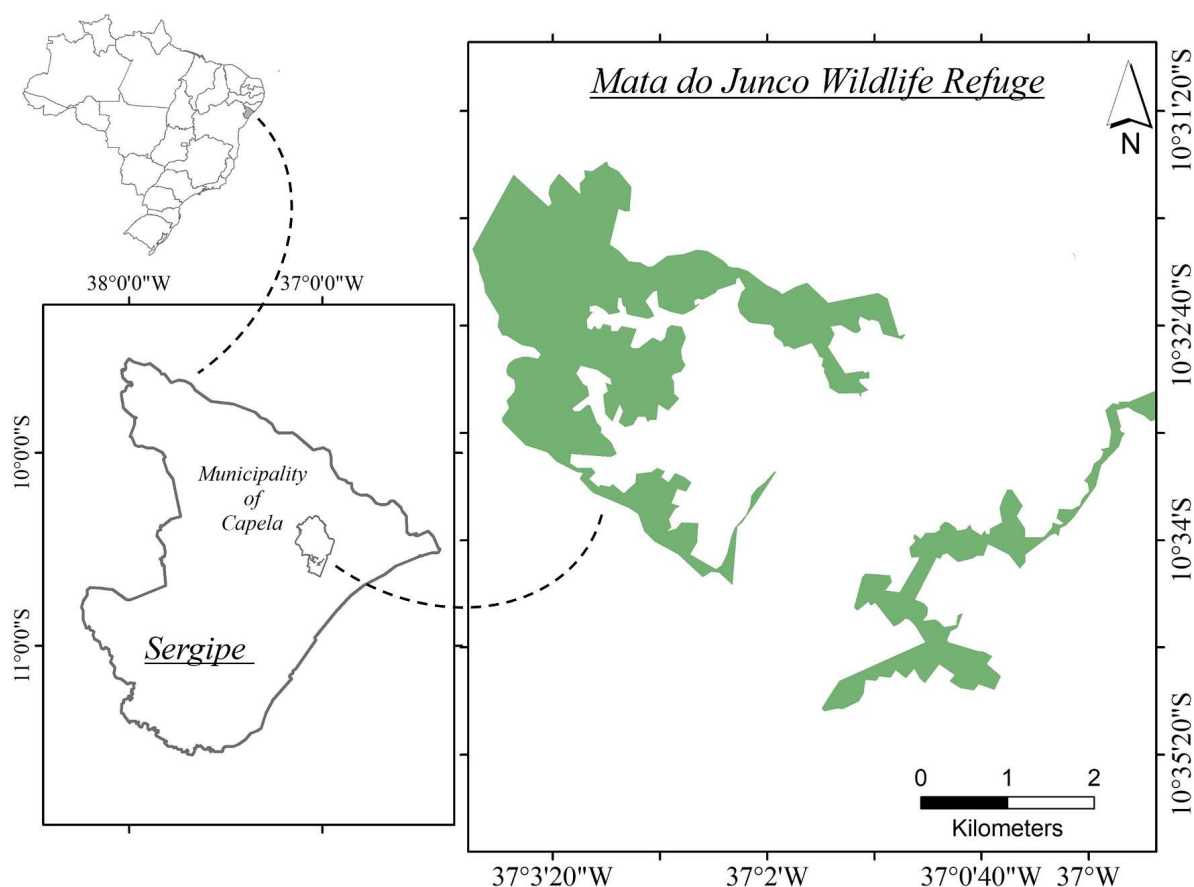 Mata do Junco Wildlife Refuge
N
10°31'20"S
10°32'40"S
10°34'S
10°35'20"S
38°0'0"W
37°0'0"W
10°0'0"S
11°0'0"S
Municipality
of
Capela
Sergipe
0 1 2
Kilometers
37°3'20"W 37°2'W 37°0'40"W 37°W